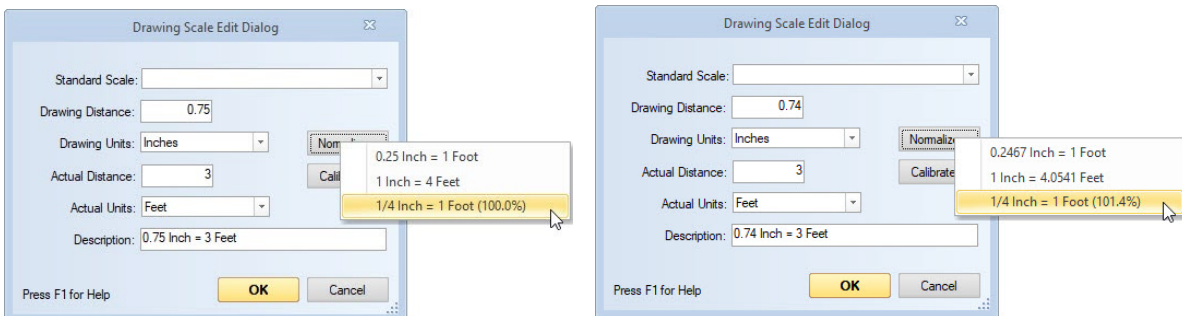 Drawing Scale Edit Dialog
Standard Scale:
Drawing Distance: 0.75
Drawing Units: Inches
Actual Distance: 3
Actual Units: Feet
Description: 0.75 Inch = 3 Feet
0.25 Inch = 1 Foot
1 Inch = 4 Feet
1/4 Inch = 1 Foot (100.0%)
Press F1 for Help OK Cancel
Drawing Scale Edit Dialog
Standard Scale:
Drawing Distance: 0.74
Drawing Units: Inches
Actual Distance: 3 Calibrate
Actual Units: Feet
Description: 0.74 Inch = 3 Feet
0.2467 Inch = 1 Foot
1 Inch = 4.0541 Feet
1/4 Inch = 1 Foot (101.4%)
Press F1 for Help OK Cancel